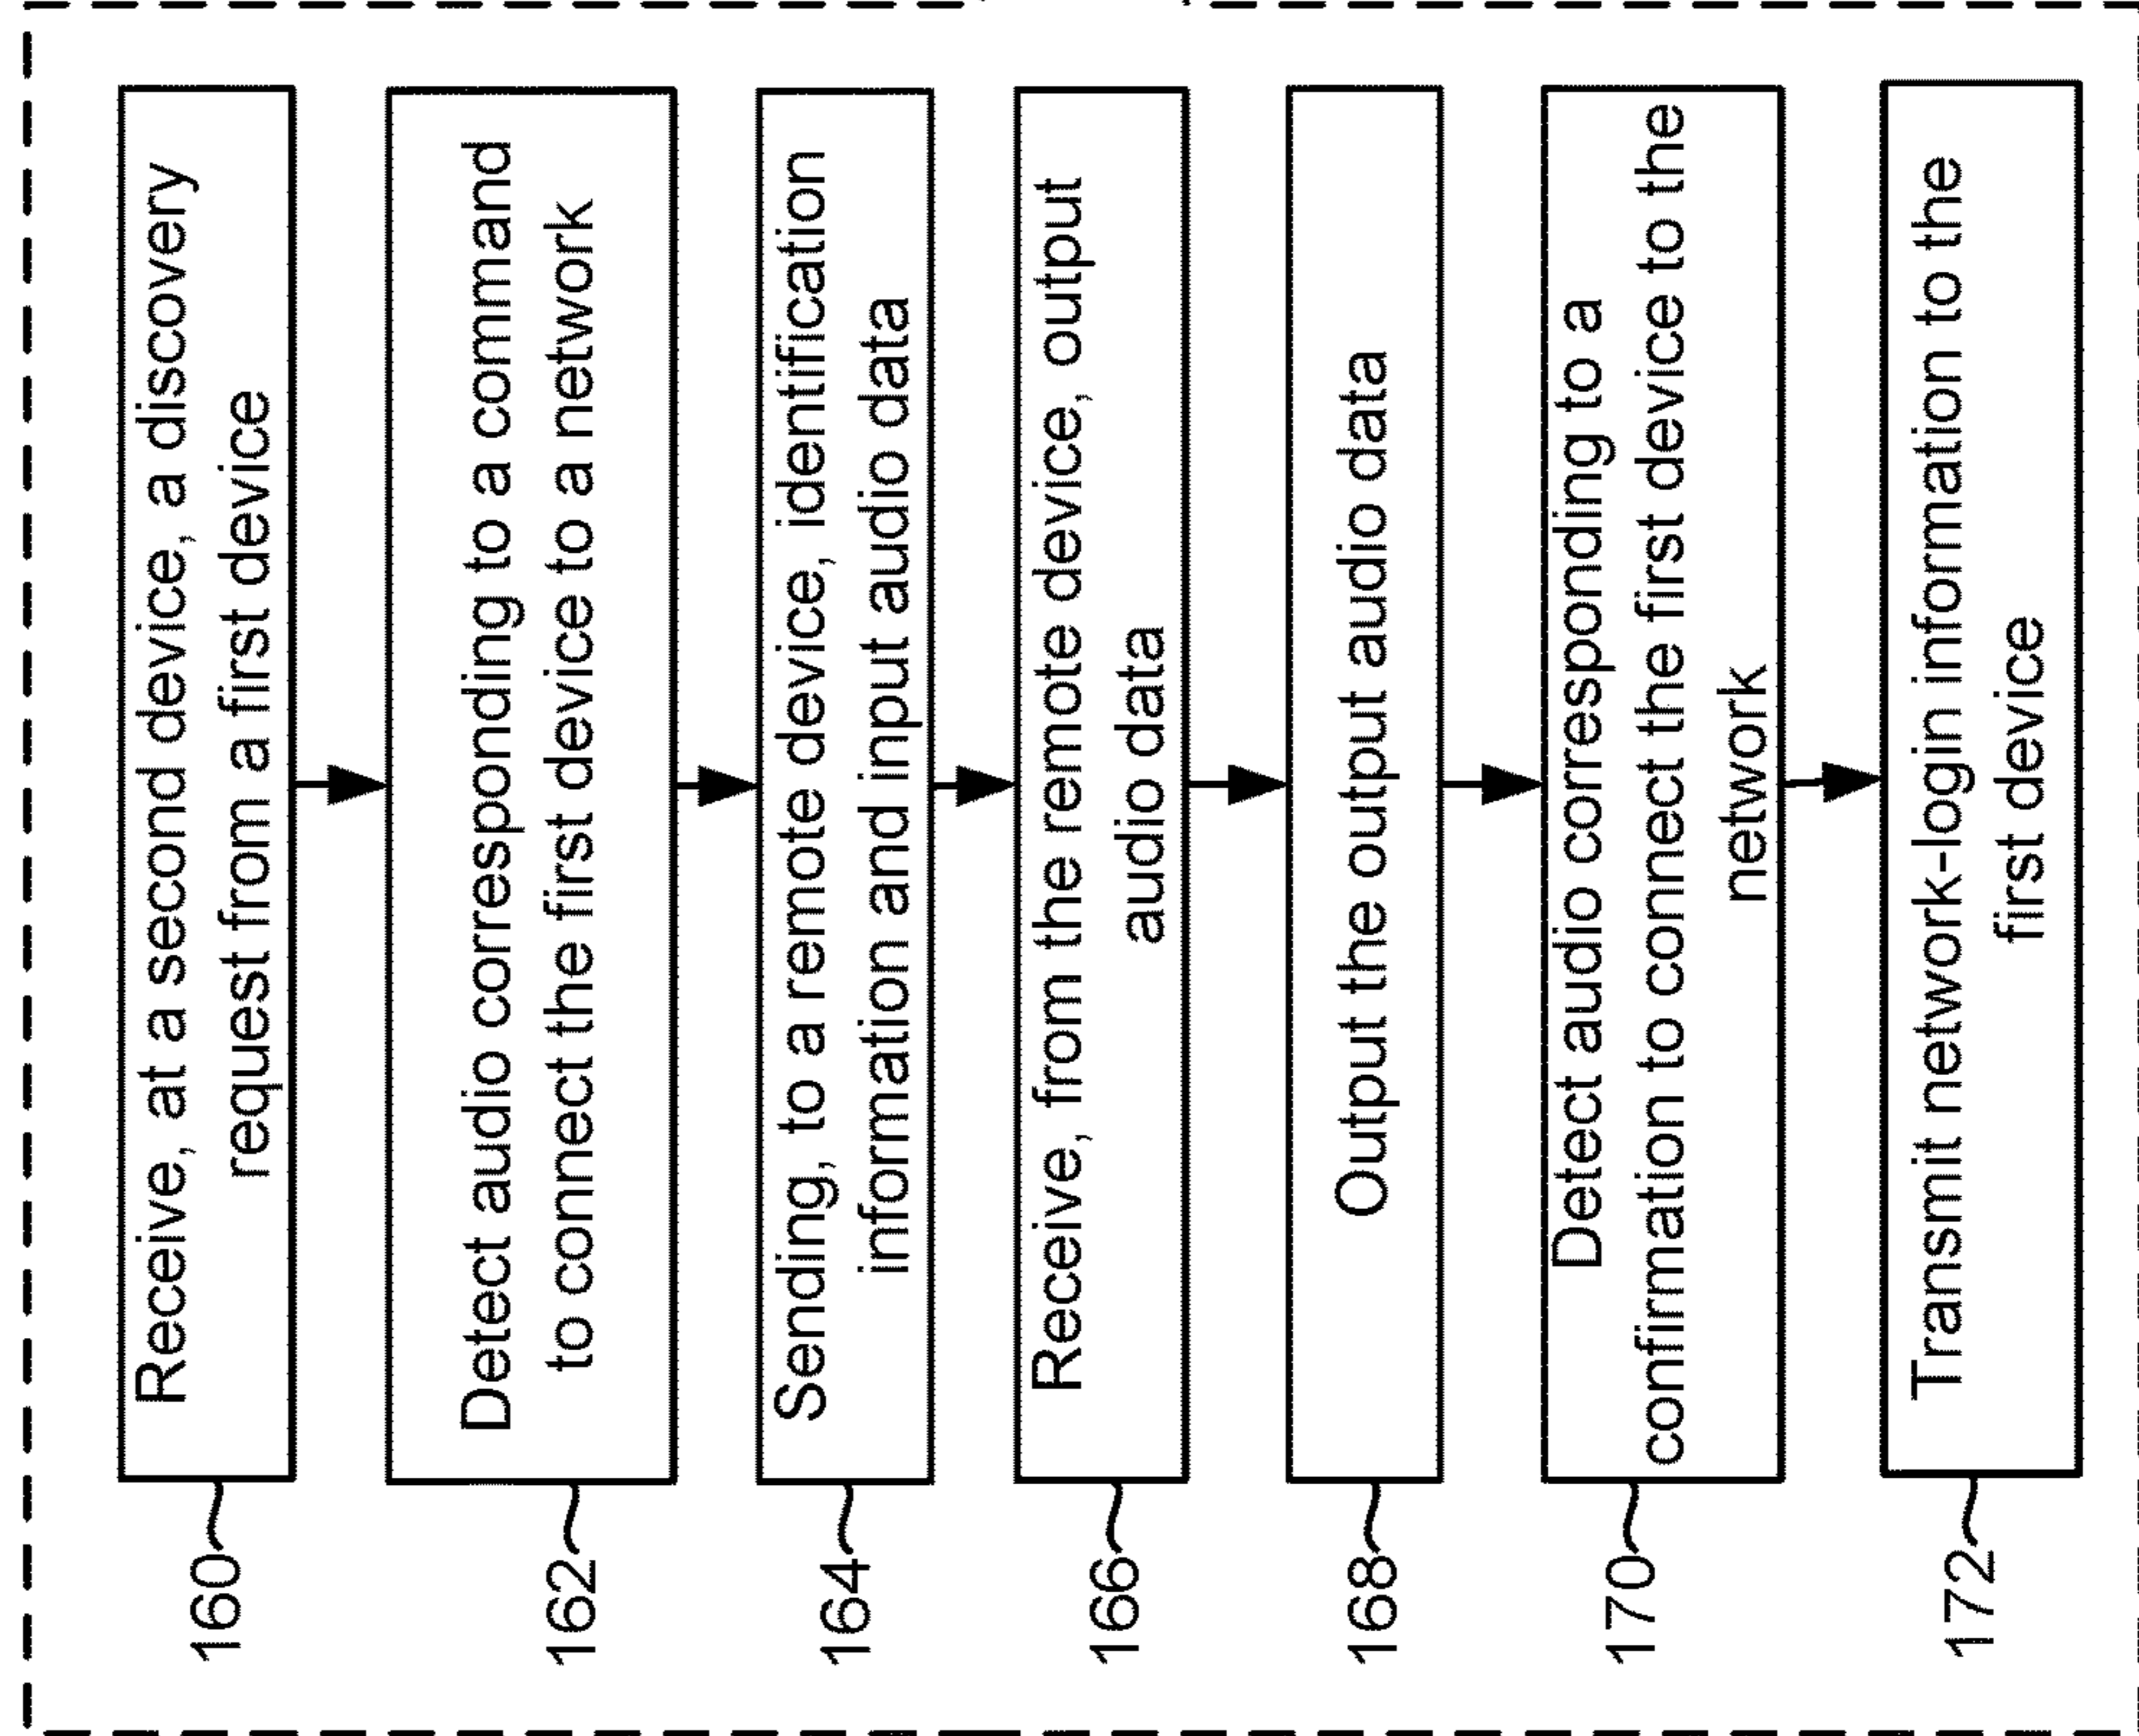 160
Receive, at a second device, a discovery
request from a first device
162
Detect audio corresponding to a command
to connect the first device to a network
164
Sending, to a remote device, identification
information and input audio data
166
Receive, from the remote device, output
audio data
168
Output the output audio data
170
Detect audio corresponding to a
confirmation to connect the first device to the
network
172
Transmit network-login information to the
first device